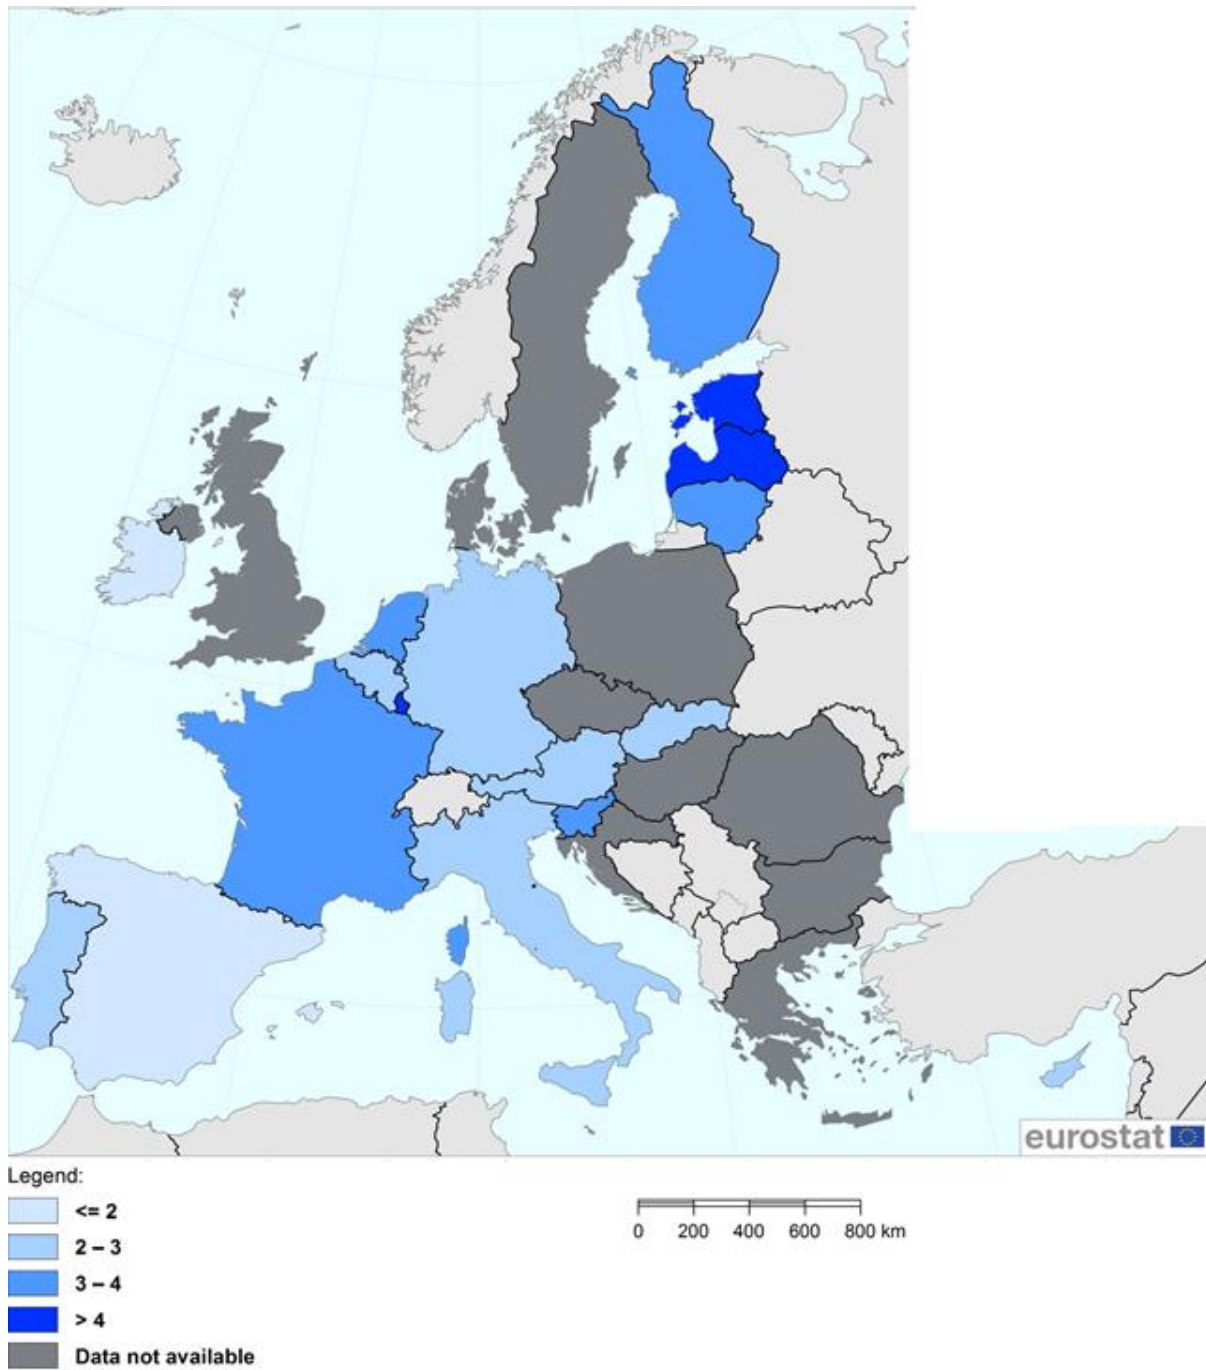 eurostat
Legend:
<= 2
2 – 3
3 – 4
> 4
Data not available
0 200 400 600 800 km